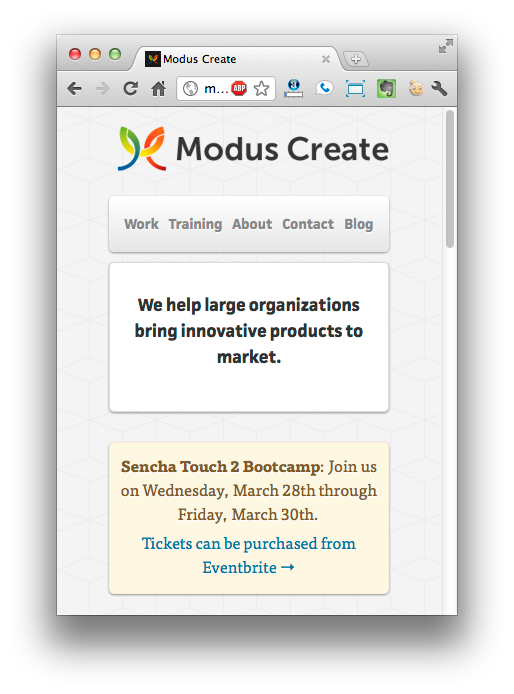 Modus Create
m... ABP
Modus Create
Work Training About Contact Blog
We help large organizations
bring innovative products to
market.
Sencha Touch 2 Bootcamp: Join us
on Wednesday, March 28th through
Friday, March 30th.
Tickets can be purchased from
Eventbrite →